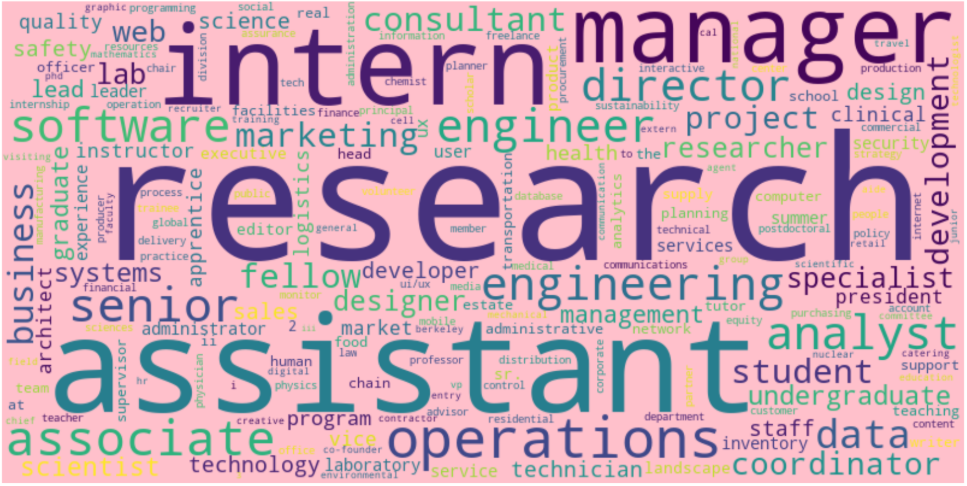 graphic programming social real
quality web science assurance consultant manager cal travel
safety mathematics resources division intern administration information freelance planner product procurement interactive production
officer phd chair lab tech chemist director school design
lead leader scholar sustainability development
internship operation recruiter facilities finance principal project clinical
software training marketing cell ux engineer extern commercial
visiting instructor executive head user health to the researcher security strategy
graduate agent
research
business manufacturing experience process public transportation database communication analytics supply computer people internet junior
producer faculty global apprentice editor logistics general member planning summer policy retail
delivery technical postdoctoral
practice medical services
systems fellow developer communications group scientific specialist
architect financial ui/ux media engineering president
senior sales monitor designer estate management tutor purchasing account
sciences administrator 2 iii market mobile berkeley administrative network equity committee
assistant analyst
field ii food law professor distribution nuclear catering
supervisor physician human digital physics chain vp control sr. corporate student support
team hr i entry partner education
at advisor residential customer undergraduate
chief teacher creative program contractor department teaching content
associate vice operations staff data writer
office co-founder inventory
scientist technology laboratory environmental service technician landscape coordinator